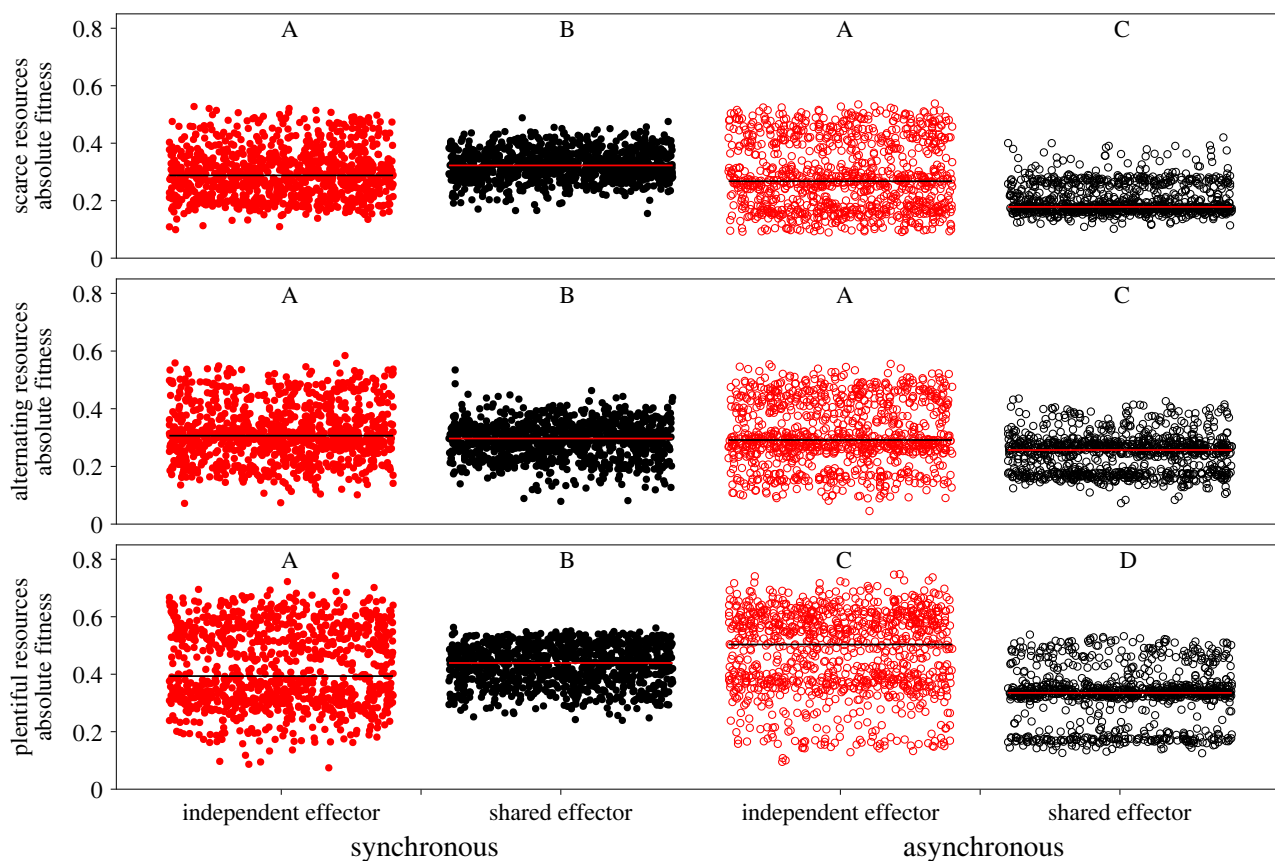 scarce resources
absolute fitness
0.8
0.6
0.4
0.2
0
A
B
A
C
alternating resources
absolute fitness
0.8
0.6
0.4
0.2
0
A
B
A
C
plentiful resources
absolute fitness
0.8
0.6
0.4
0.2
0
A
B
C
D
independent effector
shared effector
independent effector
shared effector
synchronous
asynchronous